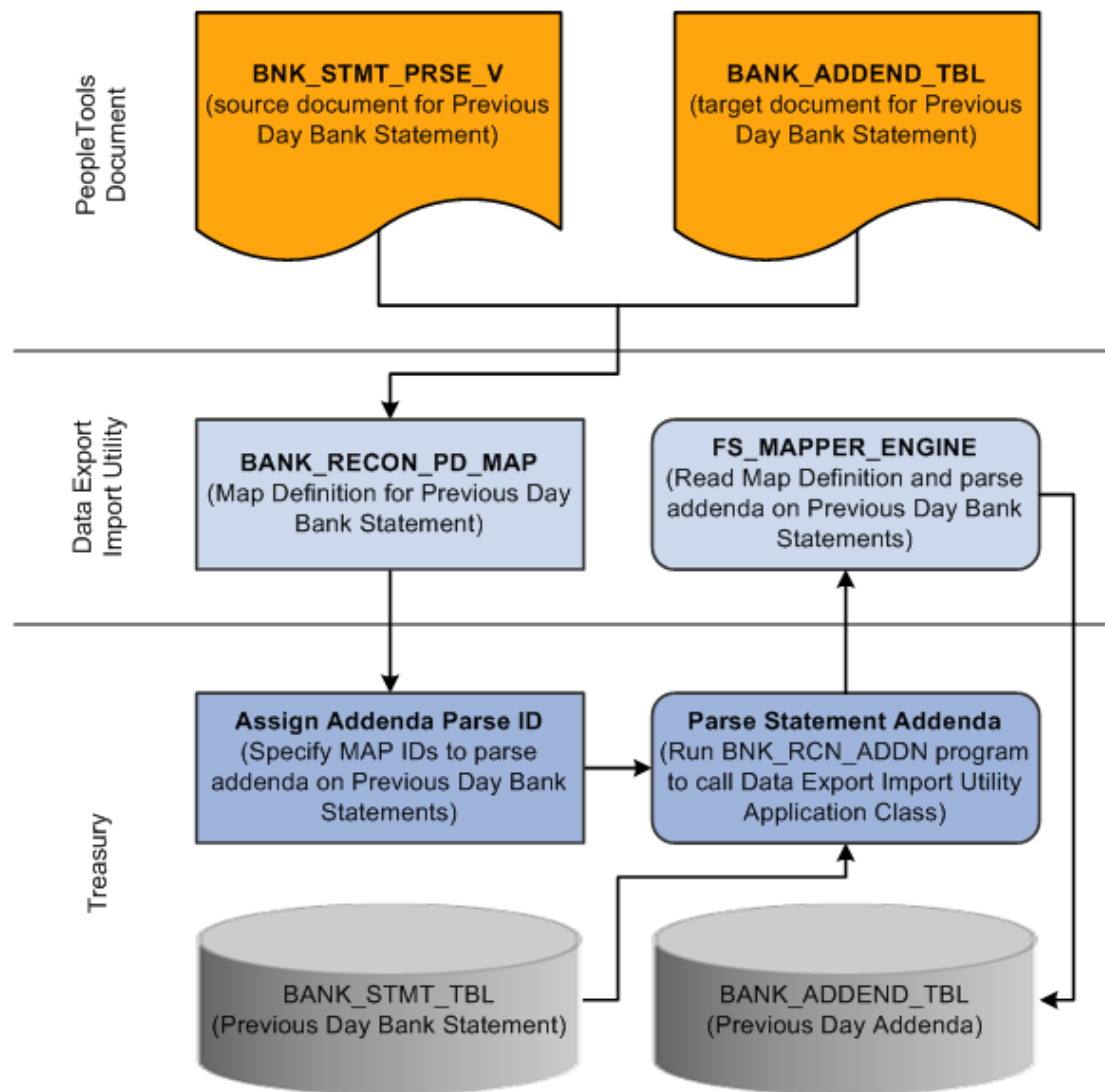 PeopleTools
Document
BNK_STMT_PRSE_V
(source document for Previous
Day Bank Statement)
BANK_ADDEND_TBL
(target document for Previous
Day Bank Statement)
Data Export
Import Utility
BANK_RECON_PD_MAP
(Map Definition for Previous Day
Bank Statement)
FS_MAPPER_ENGINE
(Read Map Definition and parse
addenda on Previous Day Bank
Statements)
Treasury
Assign Addenda Parse ID
(Specify MAP IDs to parse
addenda on Previous Day Bank
Statements)
Parse Statement Addenda
(Run BNK_RCN_ADDN program
to call Data Export Import Utility
Application Class)
BANK_STMT_TBL
(Previous Day Bank Statement)
BANK_ADDEND_TBL
(Previous Day Addenda)